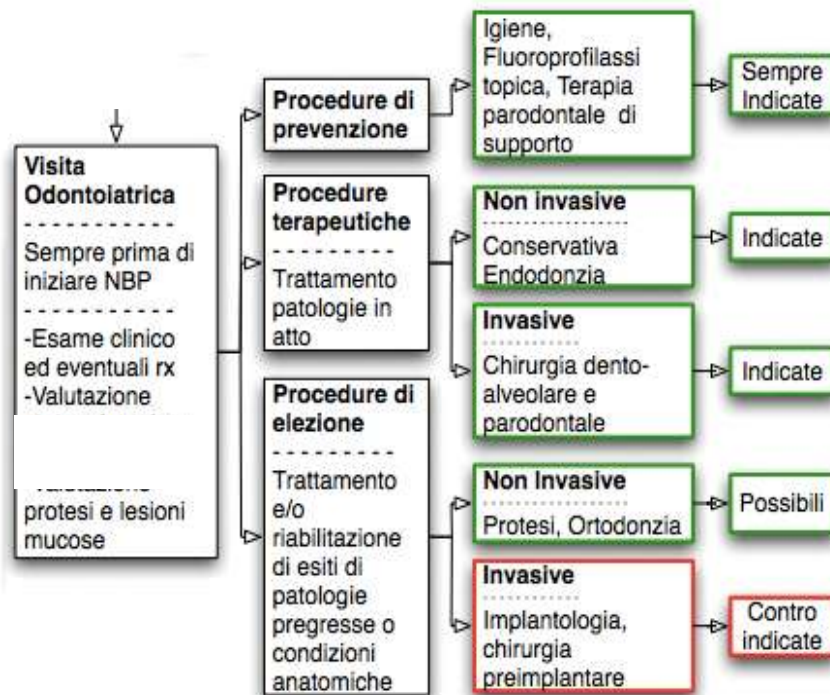 Visita
Odontoiatrica
Sempre prima di
iniziare NBP
-Esame clinico
ed eventuali rx
-Valutazione
protesi e lesioni
mucose
Procedure di
prevenzione
Igiene,
Fluoroprofilassi
topica, Terapia
parodontale di
supporto
Sempre
Indicate
Procedure
terapeutiche
Trattamento
patologie in
atto
Non invasive
Conservativa
Endodonzia
Indicate
Invasive
Chirurgia dento-
alveolare e
parodontale
Indicate
Procedure di
elezione
Trattamento
e/o
riabilitazione
di esiti di
patologie
pregresse o
condizioni
anatomiche
Non Invasive
Protesi, Ortodonzia
Possibili
Invasive
Implantologia,
chirurgia
preimplantare
Contro
indicate